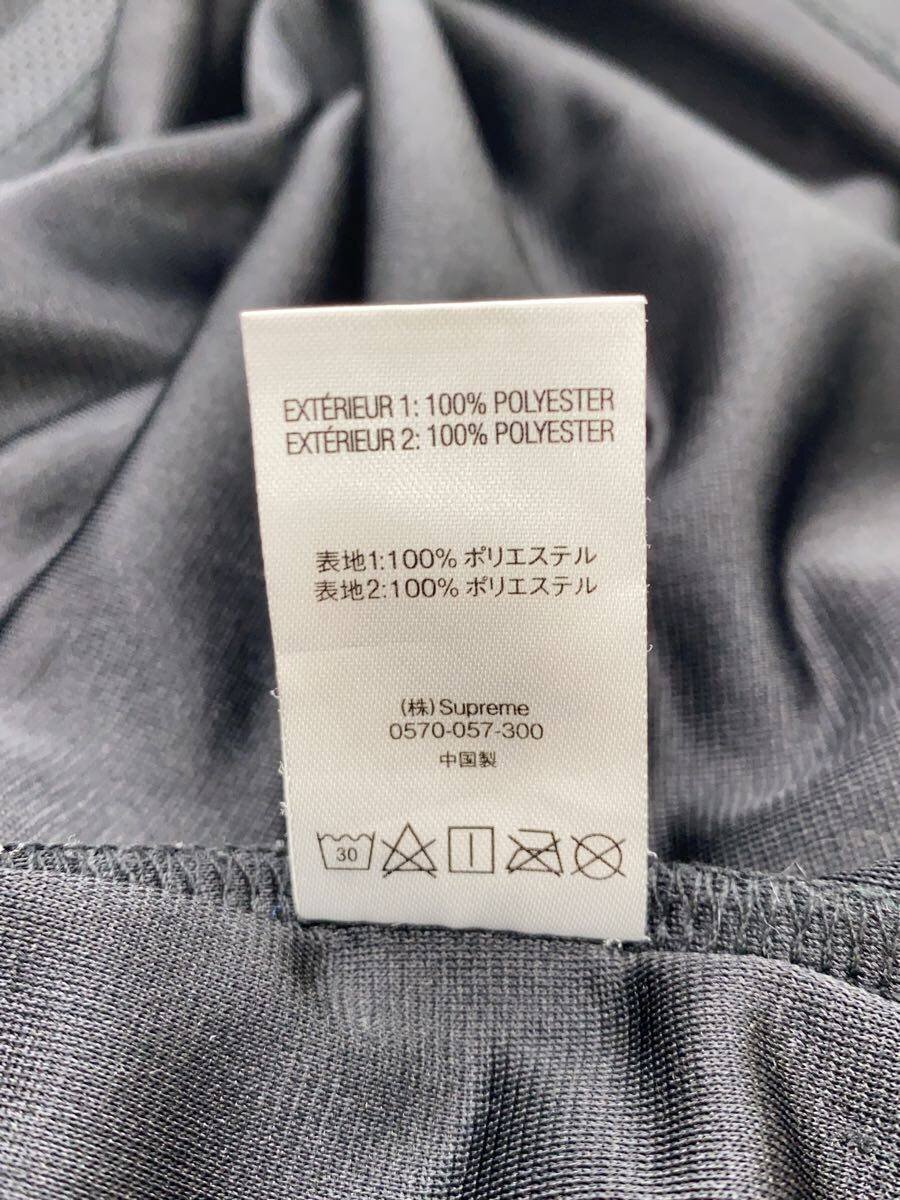 EXTÉRIEUR 1: 100% POLYESTER
EXTÉRIEUR 2: 100% POLYESTER
表地1:100% ポリエステル
表地2:100% ポリエステル
(株)Supreme
0570-057-300
中国製
30